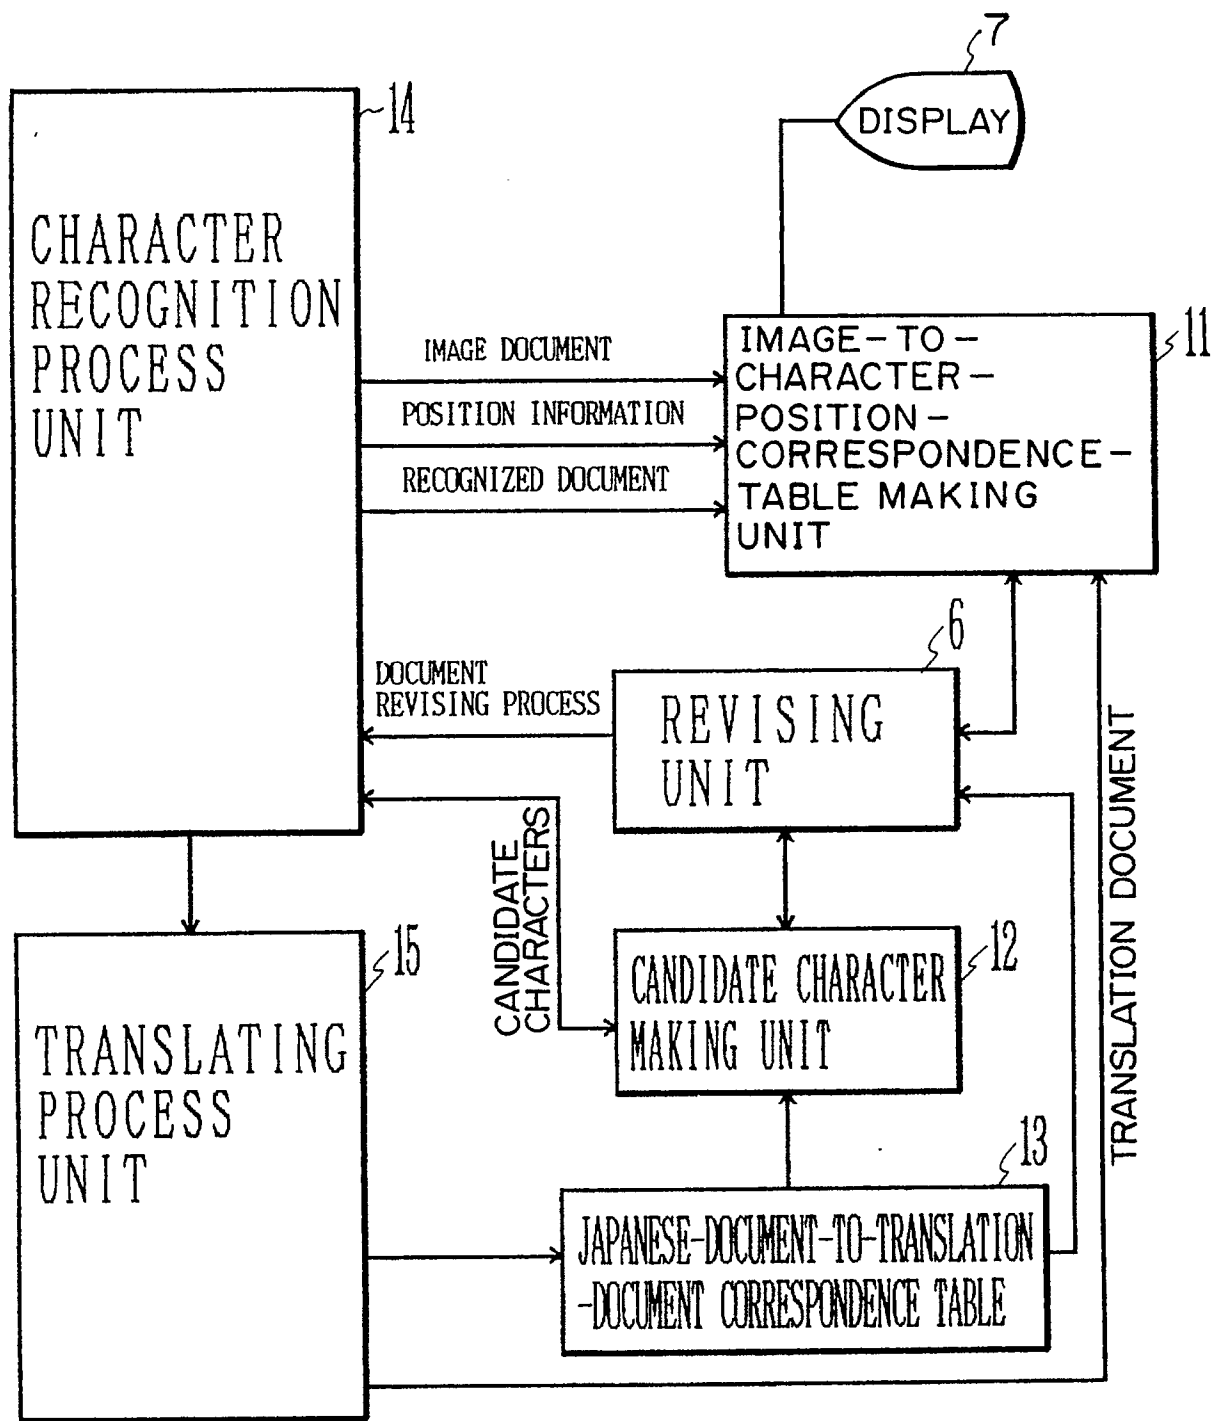 7
DISPLAY
14
CHARACTER
RECOGNITION
PROCESS
UNIT
IMAGE DOCUMENT
POSITION INFORMATION
RECOGNIZED DOCUMENT
11
IMAGE-TO-
CHARACTER-
POSITION-
CORRESPONDENCE-
TABLE MAKING
UNIT
DOCUMENT
REVISING PROCESS
6
REVISING
UNIT
CANDIDATE
CHARACTERS
TRANSLATION DOCUMENT
15
TRANSLATING
PROCESS
UNIT
12
CANDIDATE CHARACTER
MAKING UNIT
13
JAPANESE-DOCUMENT-TO-TRANSLATION
-DOCUMENT CORRESPONDENCE TABLE